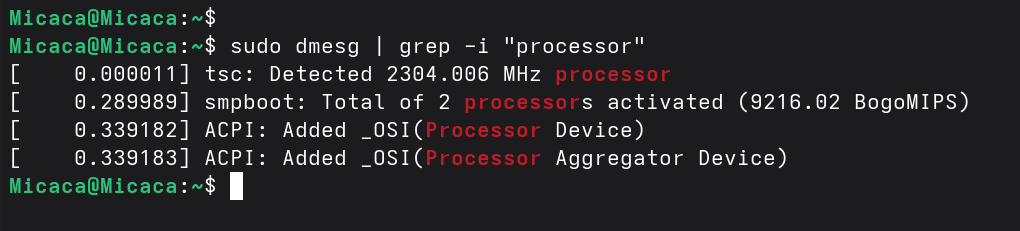 Micaca@Micaca:~$
Micaca@Micaca:~$ sudo dmesg | grep -i "processor"
[    0.000011] tsc: Detected 2304.006 MHz processor
[    0.289989] smpboot: Total of 2 processors activated (9216.02 BogoMIPS)
[    0.339182] ACPI: Added _OSI(Processor Device)
[    0.339183] ACPI: Added _OSI(Processor Aggregator Device)
Micaca@Micaca:~$